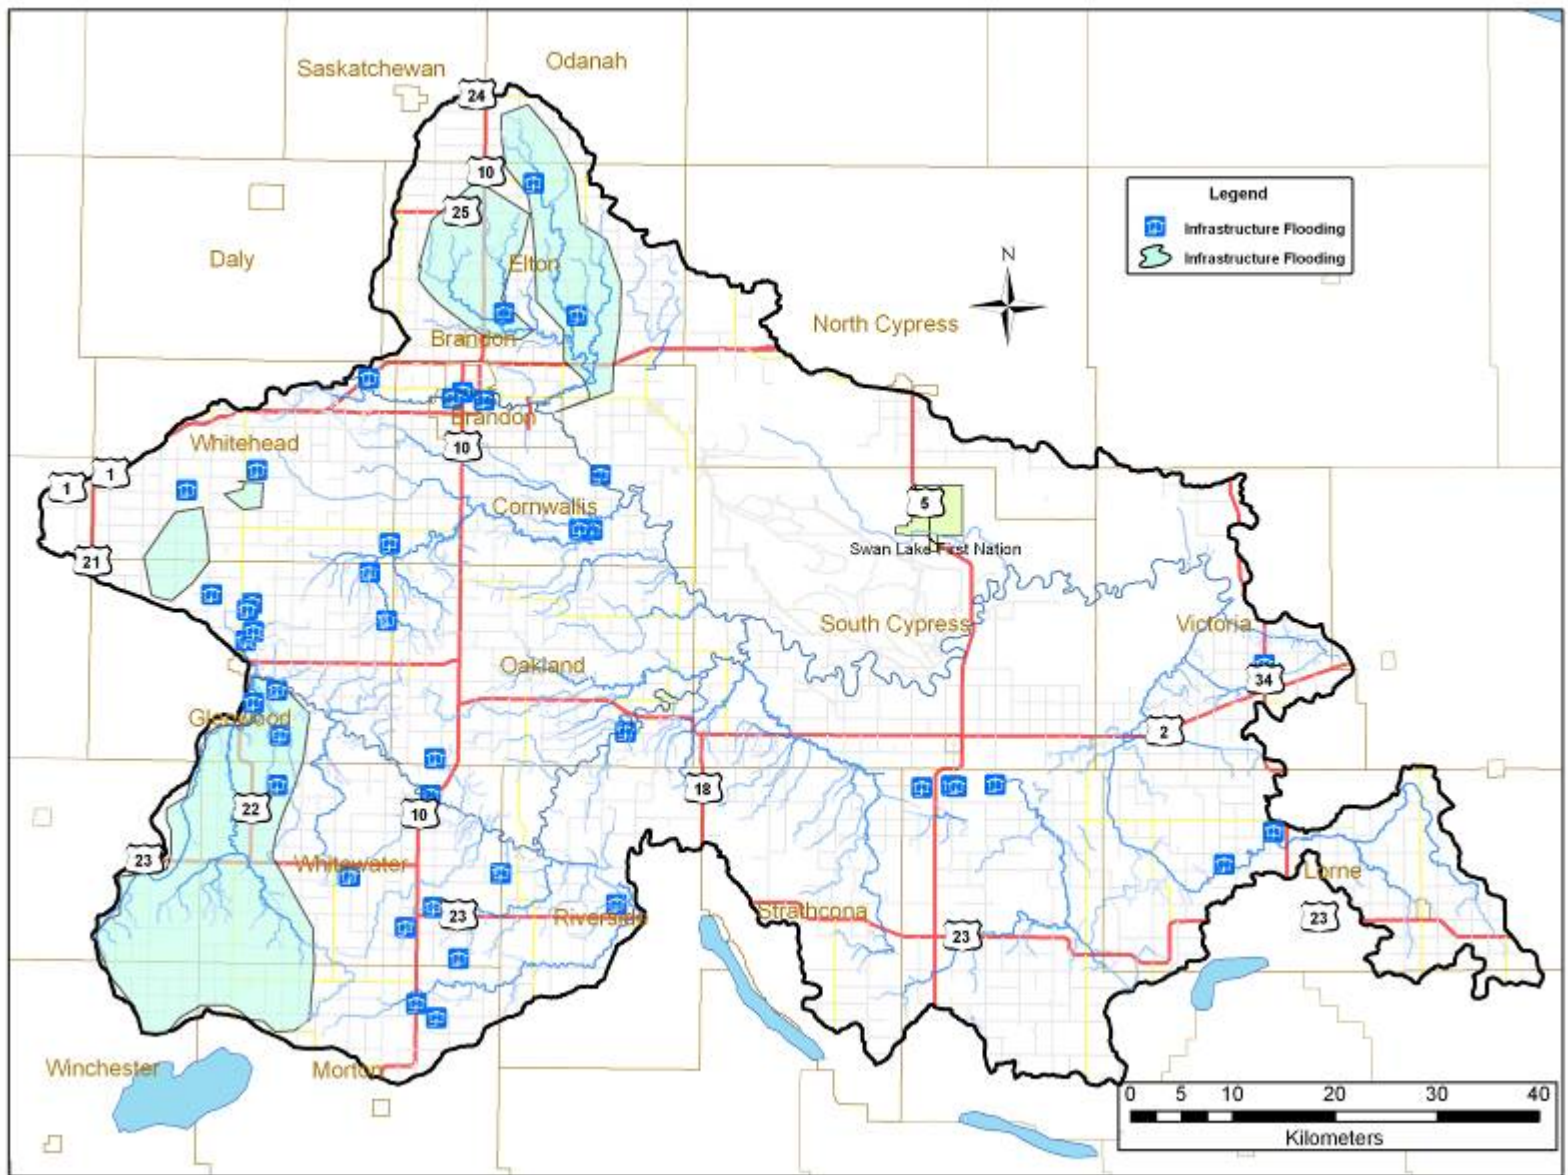 Saskatchewan
Odanah
24
10
25
Daly
Elton
Legend
Infrastructure Flooding
Infrastructure Flooding
N
North Cypress
Brandon
Brandon
Whitehead
10
1
1
21
Cornwallis
5
Swan Lake First Nation
South Cypress
Victoria
Oakland
34
Glenwood
2
22
10
18
23
Whitewater
Lorne
23
Riverside
Strathcona
23
23
Winchester
Morton
0 5 10 20 30 40
Kilometers